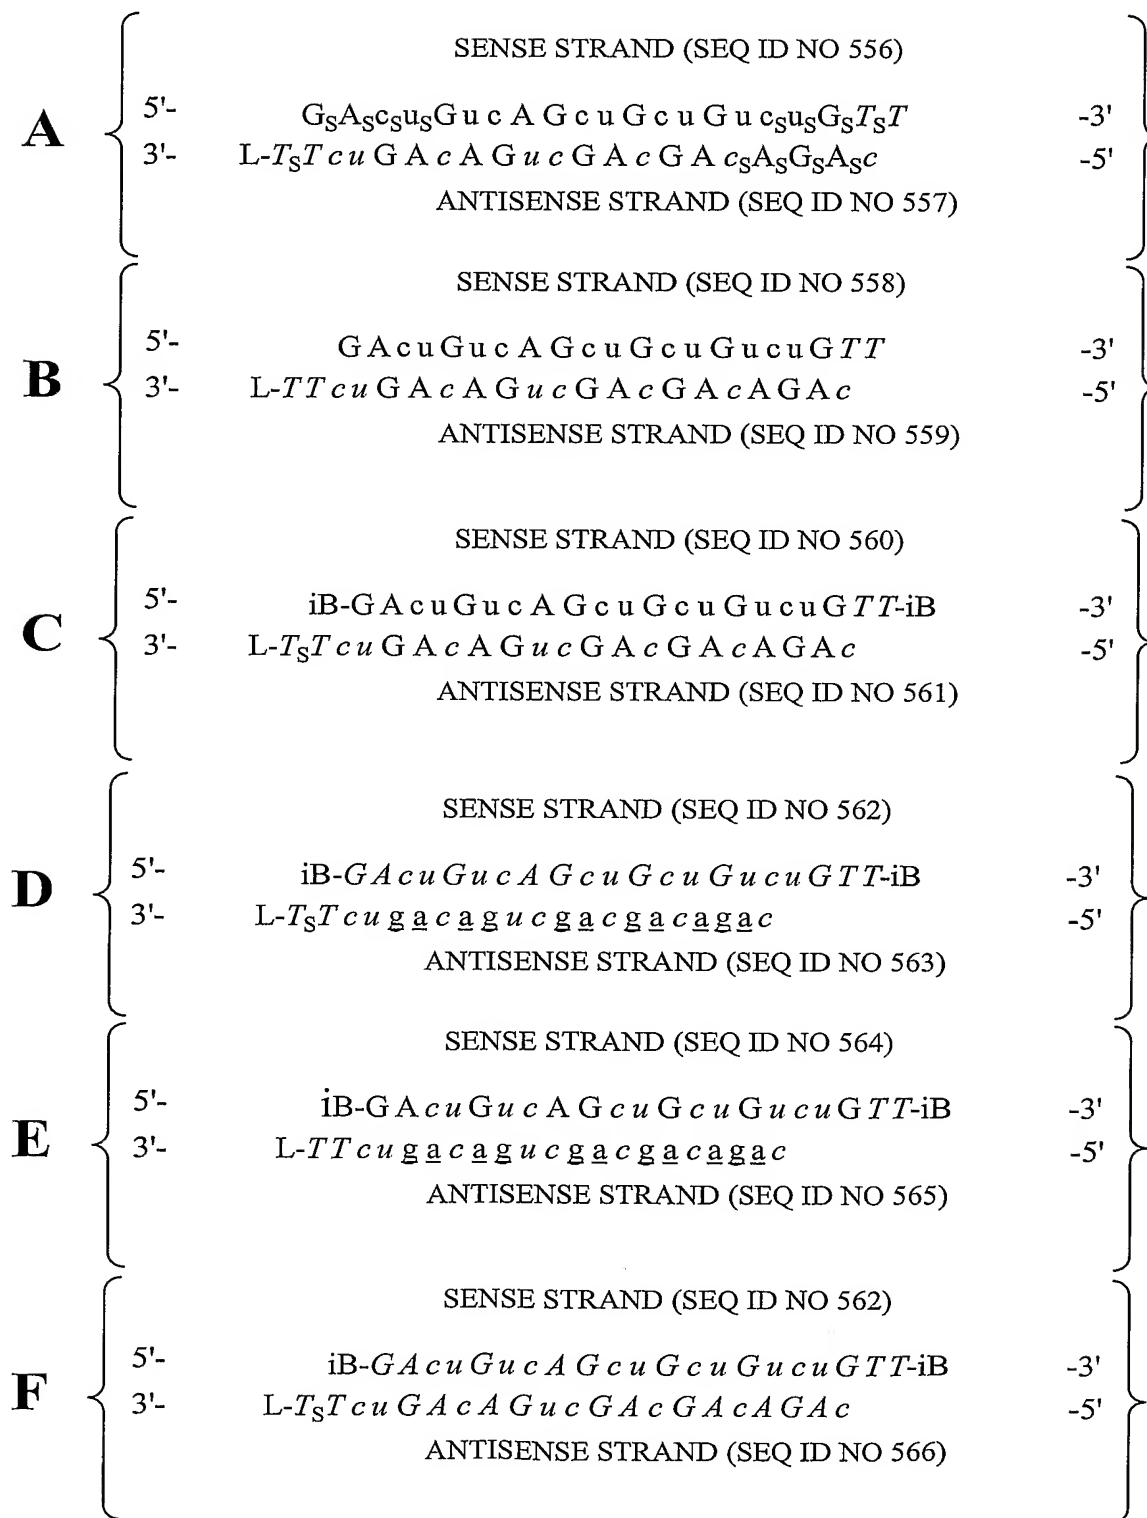 SENSE STRAND (SEQ ID NO 556)
A 5'- GsAscsusGucAGcuGcuGucsusGsTsT -3'
3'- L-TsTcuGAcAGucGAcGAcsAsGsAsc -5'
ANTISENSE STRAND (SEQ ID NO 557)
SENSE STRAND (SEQ ID NO 558)
B 5'- GAcuGucAGcuGcuGucuGTT -3'
3'- L-TTcuGAcAGucGAcGAcAGAc -5'
ANTISENSE STRAND (SEQ ID NO 559)
SENSE STRAND (SEQ ID NO 560)
C 5'- iB-GAcuGucAGcuGcuGucuGTT-iB -3'
3'- L-TsTcuGAcAGucGAcGAcAGAc -5'
ANTISENSE STRAND (SEQ ID NO 561)
SENSE STRAND (SEQ ID NO 562)
D 5'- iB-GAcuGucAGcuGcuGucuGTT-iB -3'
3'- L-TsTcugacagucgacgacagac -5'
ANTISENSE STRAND (SEQ ID NO 563)
SENSE STRAND (SEQ ID NO 564)
E 5'- iB-GAcuGucAGcuGcuGucuGTT-iB -3'
3'- L-TTcugacagucgacgacagac -5'
ANTISENSE STRAND (SEQ ID NO 565)
SENSE STRAND (SEQ ID NO 562)
F 5'- iB-GAcuGucAGcuGcuGucuGTT-iB -3'
3'- L-TsTcuGAcAGucGAcGAcAGAc -5'
ANTISENSE STRAND (SEQ ID NO 566)